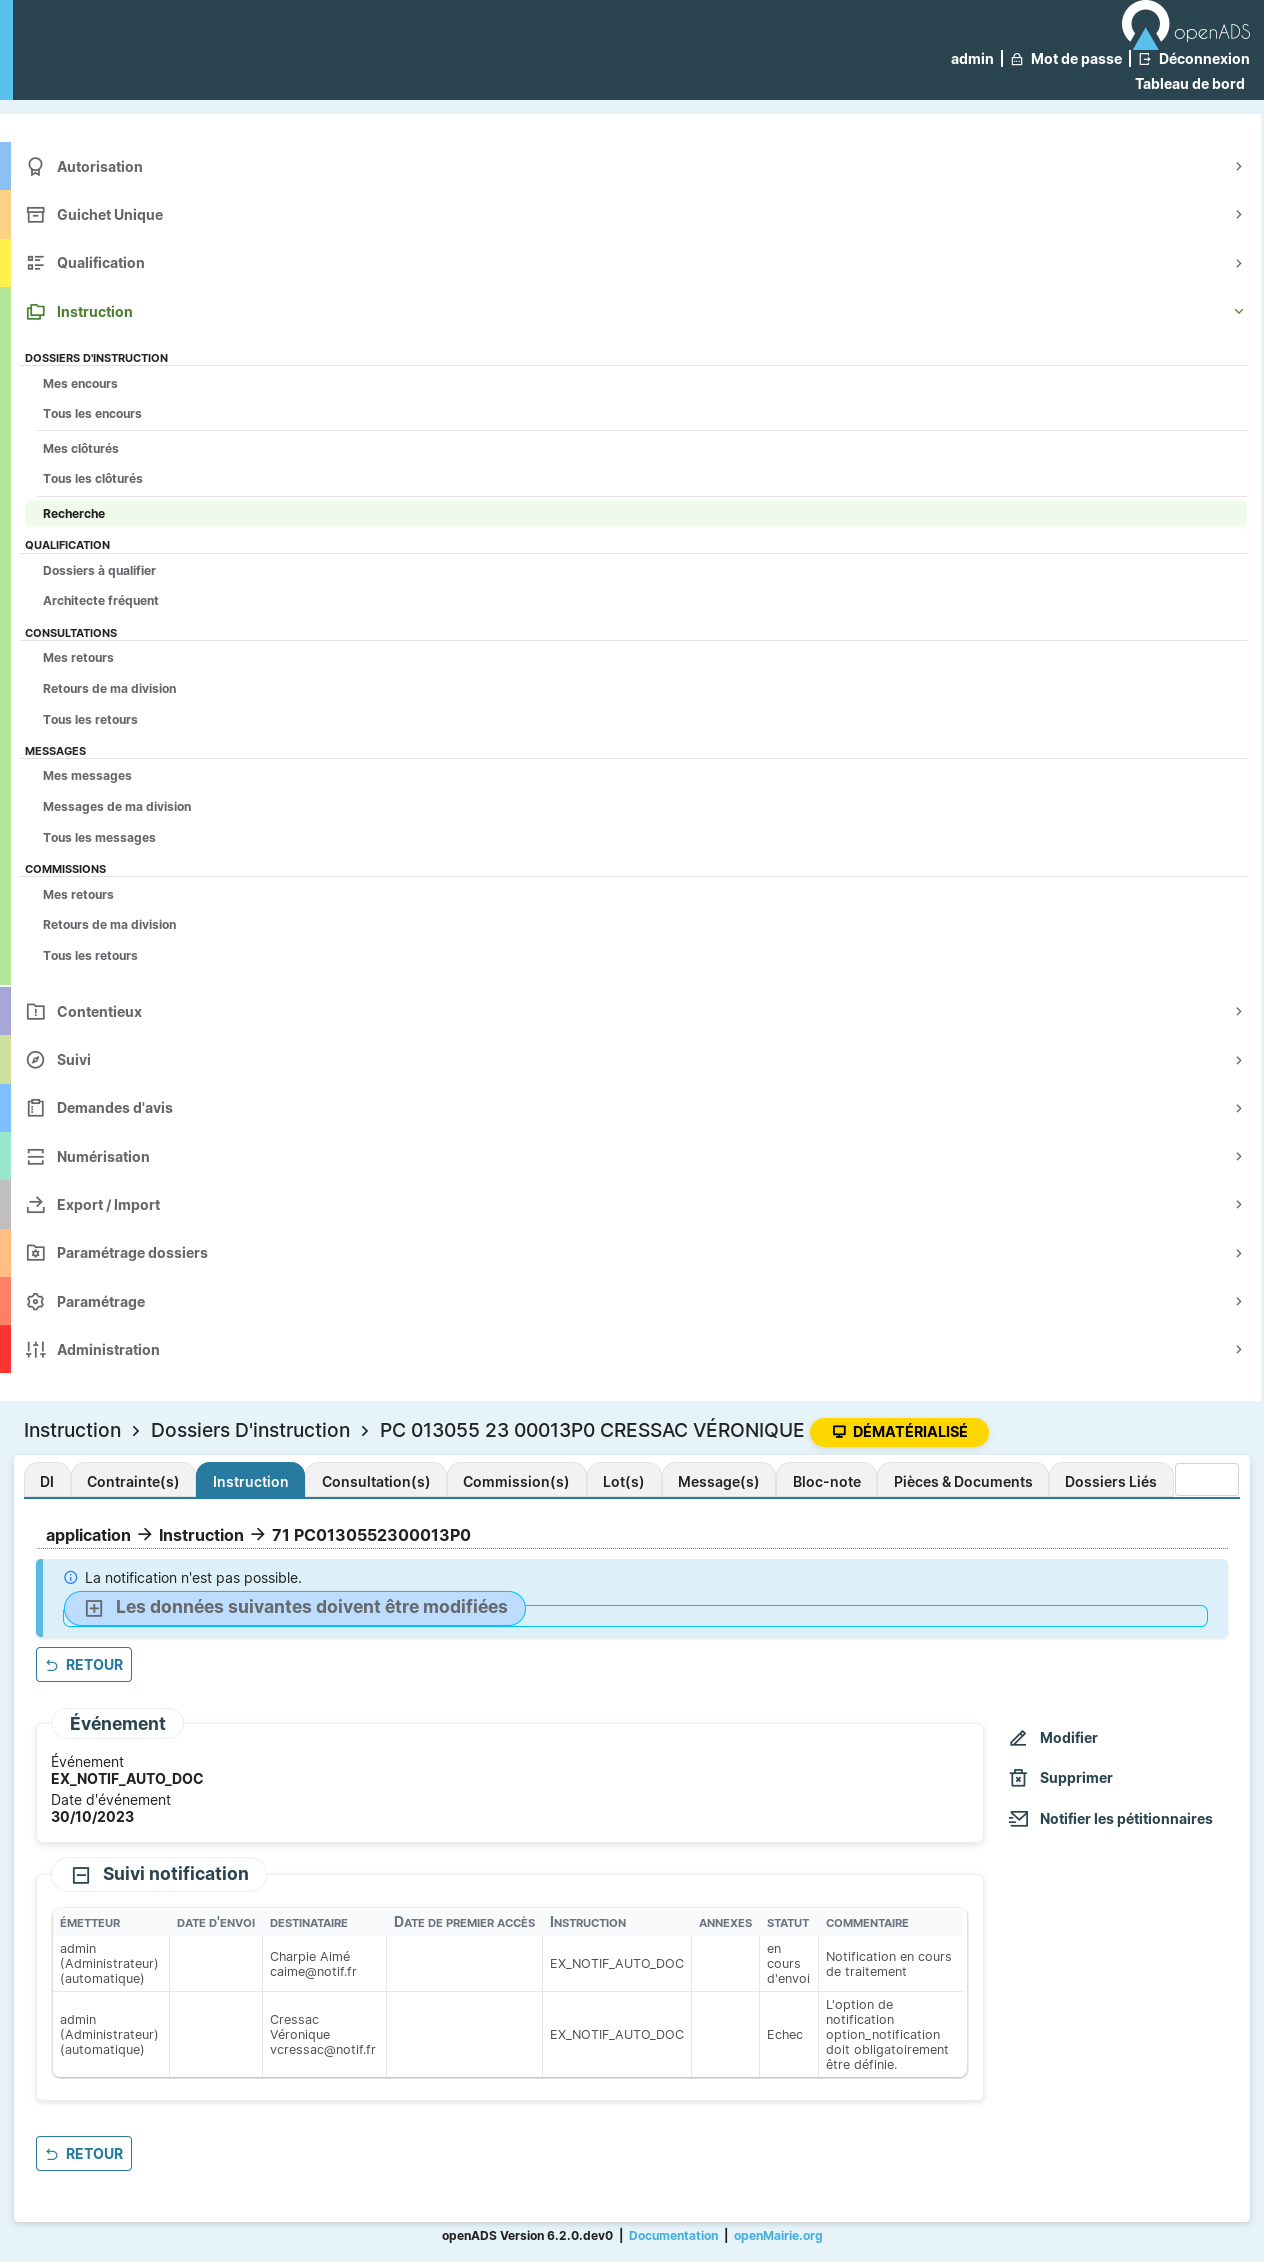 openADS
admin | Mot de passe | Déconnexion
Tableau de bord
Autorisation
Guichet Unique
Qualification
Instruction
DOSSIERS D'INSTRUCTION
Mes encours
Tous les encours
Mes clôturés
Tous les clôturés
Recherche
QUALIFICATION
Dossiers à qualifier
Architecte fréquent
CONSULTATIONS
Mes retours
Retours de ma division
Tous les retours
MESSAGES
Mes messages
Messages de ma division
Tous les messages
COMMISSIONS
Mes retours
Retours de ma division
Tous les retours
Contentieux
Suivi
Demandes d'avis
Numérisation
Export / Import
Paramétrage dossiers
Paramétrage
Administration
Instruction > Dossiers D'instruction > PC 013055 23 00013P0 CRESSAC VÉRONIQUE DÉMATÉRIALISÉ
DI Contrainte(s) Instruction Consultation(s) Commission(s) Lot(s) Message(s) Bloc-note Pièces & Documents Dossiers Liés
application → Instruction → 71 PC0130552300013P0
La notification n'est pas possible.
Les données suivantes doivent être modifiées
RETOUR
Événement
Événement
EX_NOTIF_AUTO_DOC
Date d'événement
30/10/2023
Modifier
Supprimer
Notifier les pétitionnaires
Suivi notification
ÉMETTEUR DATE D'ENVOI DESTINATAIRE DATE DE PREMIER ACCÈS INSTRUCTION ANNEXES STATUT COMMENTAIRE
admin
(Administrateur)
(automatique)
Charpie Aimé
caime@notif.fr
EX_NOTIF_AUTO_DOC
en
cours
d'envoi
Notification en cours
de traitement
admin
(Administrateur)
(automatique)
Cressac
Véronique
vcressac@notif.fr
EX_NOTIF_AUTO_DOC
Echec
L'option de
notification
option_notification
doit obligatoirement
être définie.
RETOUR
openADS Version 6.2.0.dev0 | Documentation | openMairie.org